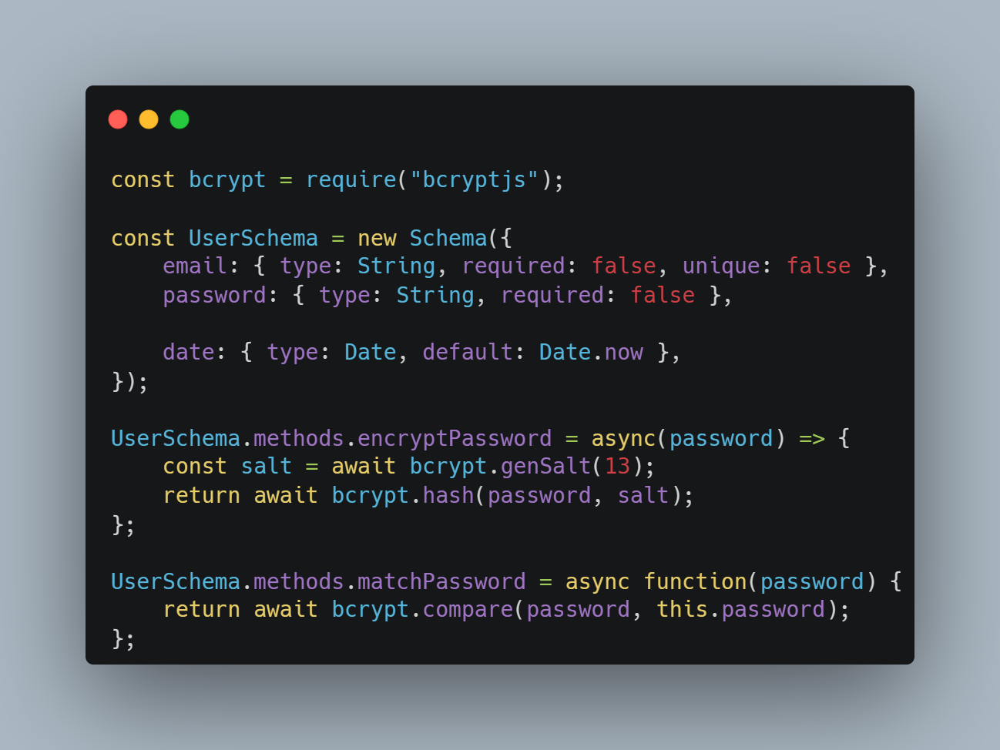 const bcrypt = require("bcryptjs");
const UserSchema = new Schema({
    email: { type: String, required: false, unique: false },
    password: { type: String, required: false },
    date: { type: Date, default: Date.now },
});
UserSchema.methods.encryptPassword = async(password) => {
    const salt = await bcrypt.genSalt(13);
    return await bcrypt.hash(password, salt);
};
UserSchema.methods.matchPassword = async function(password) {
    return await bcrypt.compare(password, this.password);
};